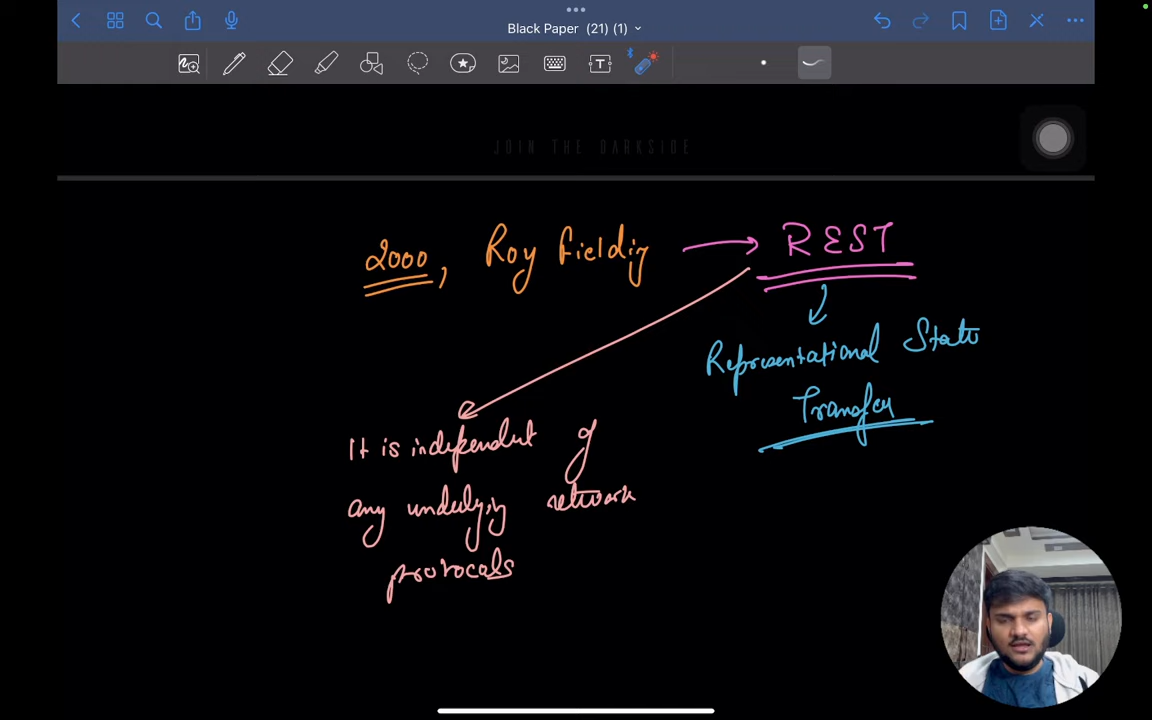 Black Paper (21) (1)
JOIN THE DARKSIDE
2000, Roy Fielding → REST
Representational State
Transfer
It is independent of
any underlying network
protocals